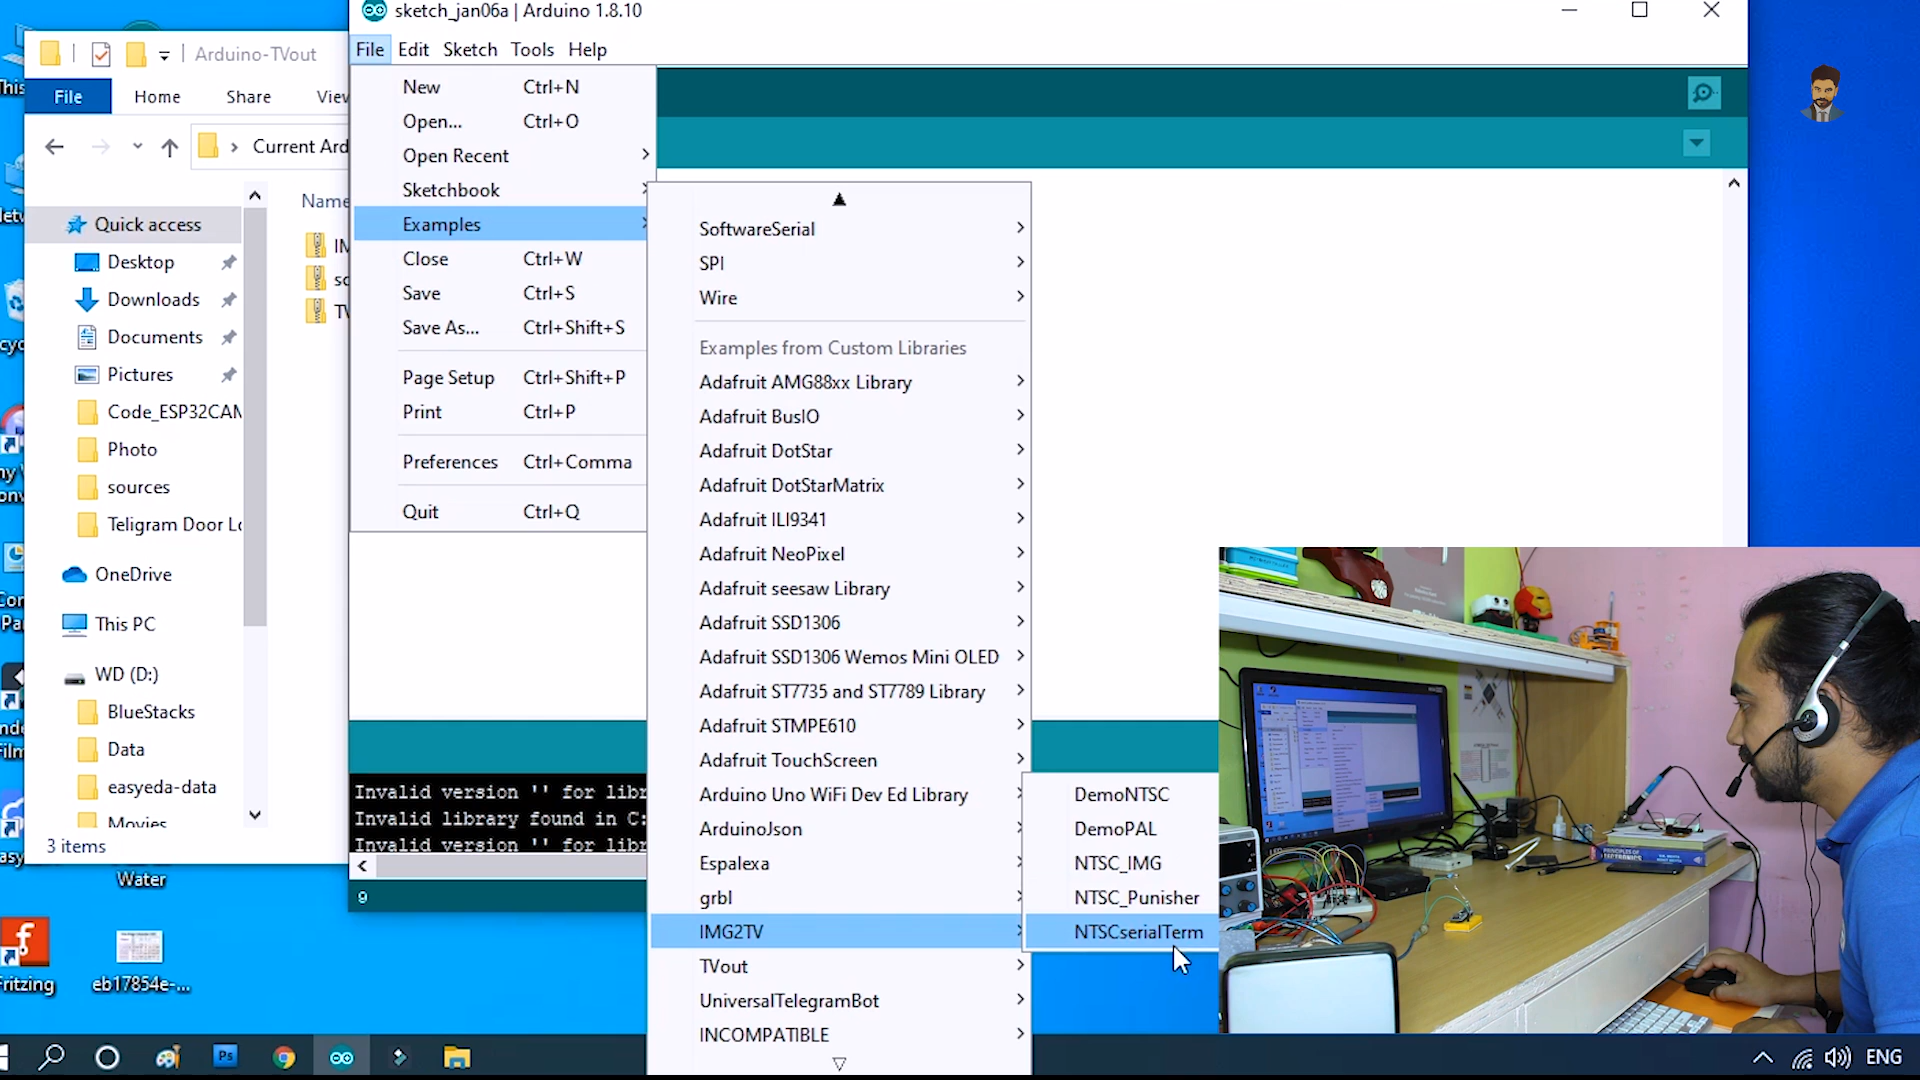 sketch_jan06a | Arduino 1.8.10
Arduino-TVout
File Edit Sketch Tools Help
File Home Share
Current Ard
Name
Quick access
Desktop
Downloads
Documents
Pictures
Code_ESP32CAM
Photo
sources
Teligram Door
OneDrive
This PC
WD (D:)
BlueStacks
Data
easyeda-data
Movies
3 items
New Ctrl+N
Open... Ctrl+O
Open Recent
Sketchbook
Examples
Close Ctrl+W
Save Ctrl+S
Save As... Ctrl+Shift+S
Page Setup Ctrl+Shift+P
Print Ctrl+P
Preferences Ctrl+Comma
Quit Ctrl+Q
SoftwareSerial
SPI
Wire
Examples from Custom Libraries
Adafruit AMG88xx Library
Adafruit BusIO
Adafruit DotStar
Adafruit DotStarMatrix
Adafruit ILI9341
Adafruit NeoPixel
Adafruit seesaw Library
Adafruit SSD1306
Adafruit SSD1306 Wemos Mini OLED
Adafruit ST7735 and ST7789 Library
Adafruit STMPE610
Adafruit TouchScreen
Arduino Uno WiFi Dev Ed Library
ArduinoJson
Espalexa
grbl
IMG2TV
TVout
UniversalTelegramBot
INCOMPATIBLE
DemoNTSC
DemoPAL
NTSC_IMG
NTSC_Punisher
NTSCserialTerm
Invalid version '' for libr
Invalid library found in C:
Invalid version '' for libr
9
Water
Fritzing
eb17854e-...
Ps
ENG